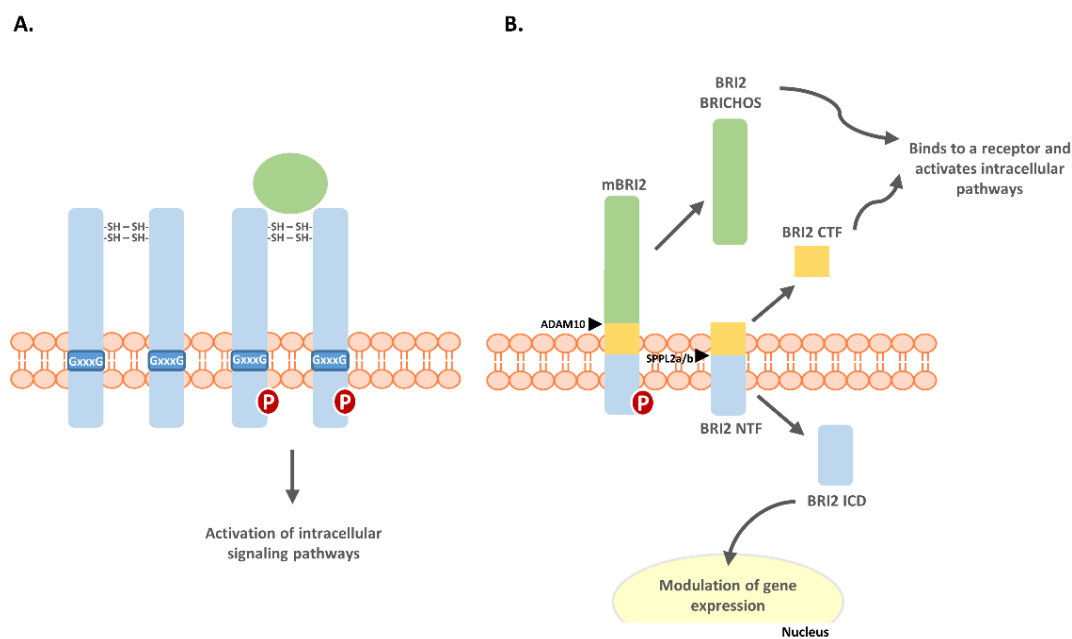 A.
-SH – SH-
-SH – SH-
-SH – SH-
-SH – SH-
GxxxG
GxxxG
GxxxG
GxxxG
P
P
Activation of intracellular
signaling pathways
B.
BRI2
BRICHOS
Binds to a receptor and
activates intracellular
pathways
mBRI2
BRI2 CTF
ADAM10
SPPL2a/b
P
BRI2 NTF
BRI2 ICD
Modulation of gene
expression
Nucleus